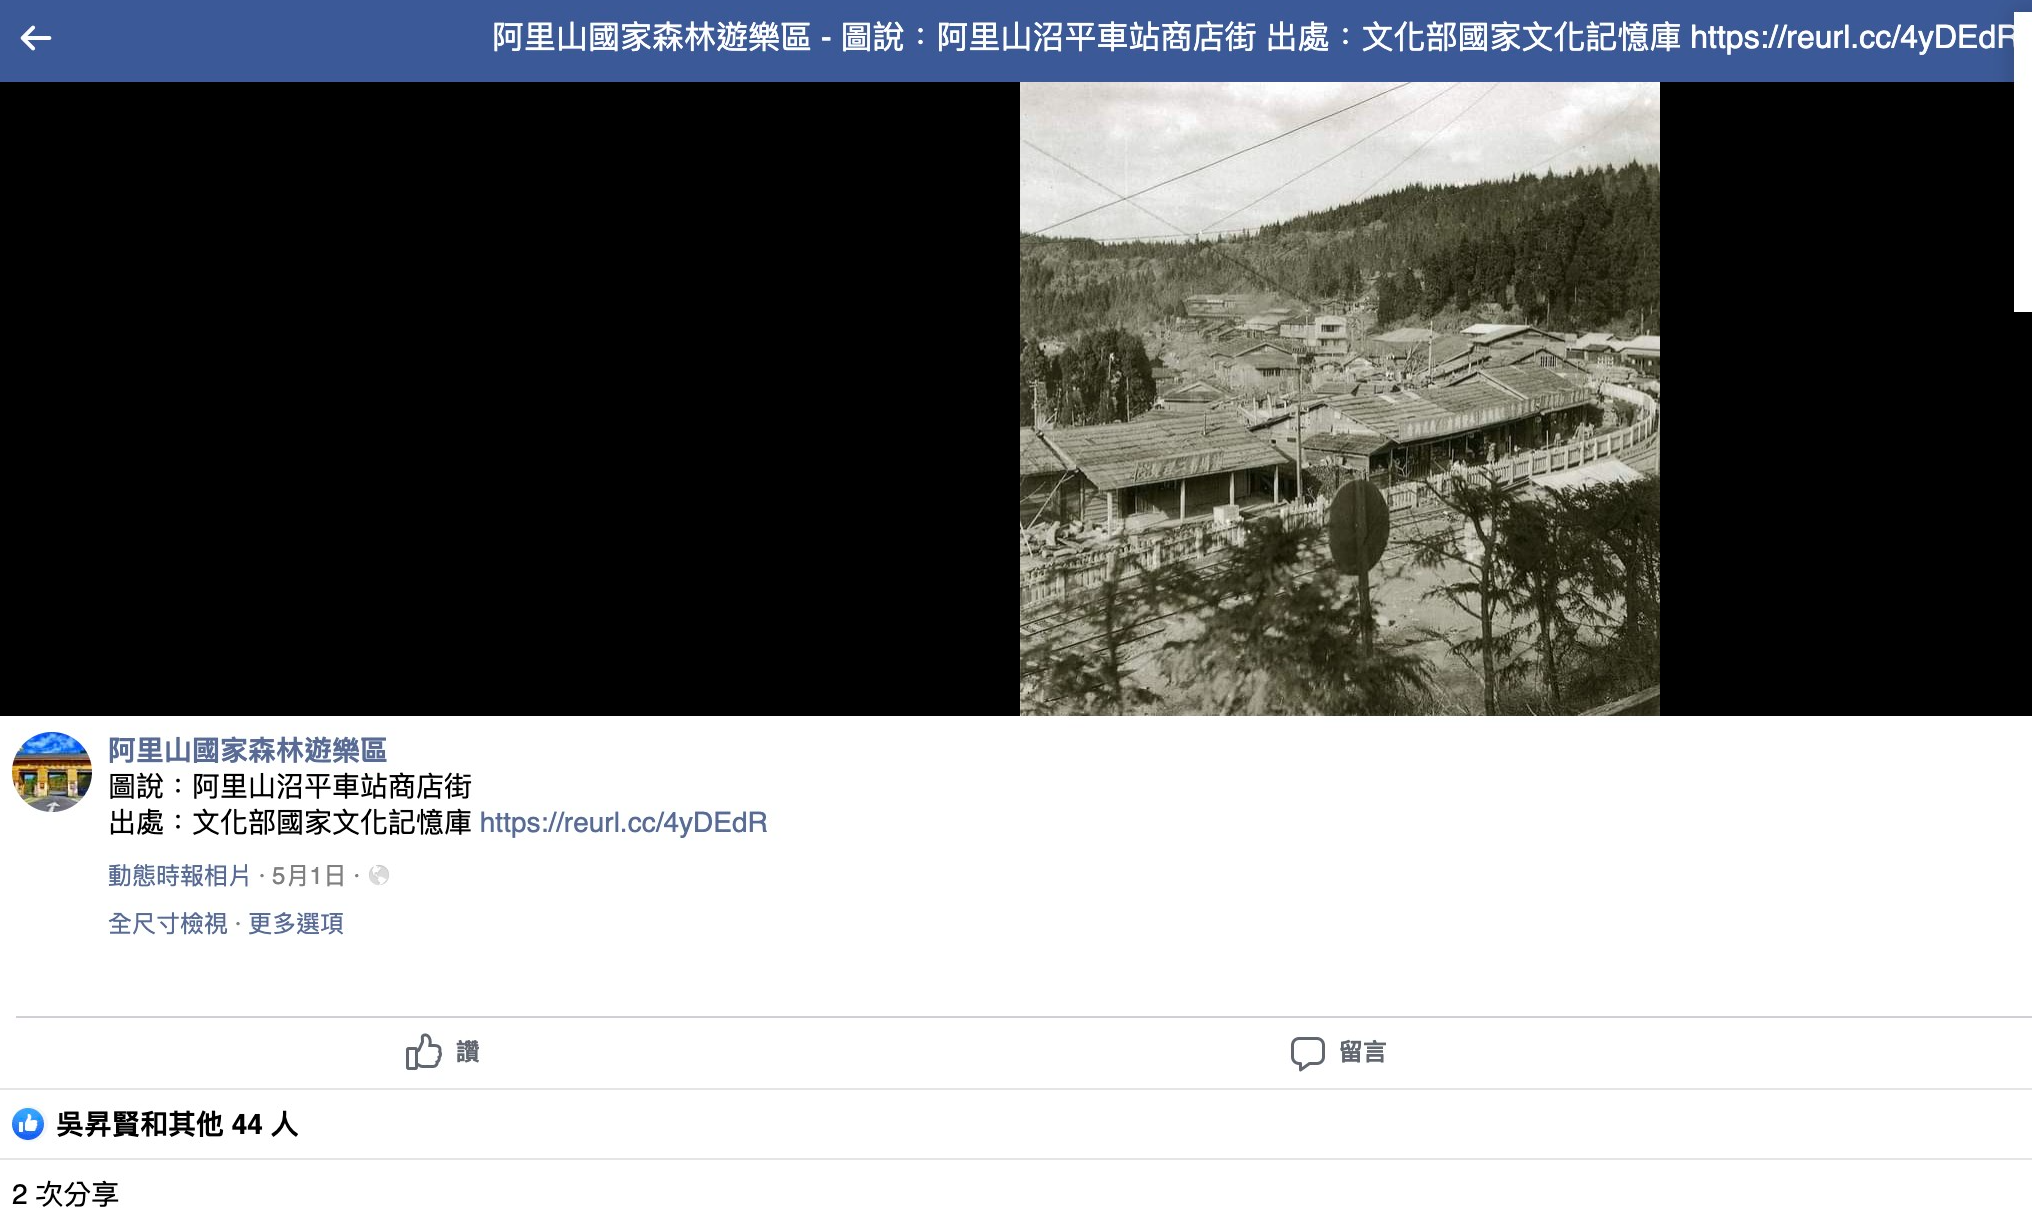 阿里山國家森林遊樂區 - 圖說：阿里山沼平車站商店街 出處：文化部國家文化記憶庫 https://reurl.cc/4yDEdR
阿里山國家森林遊樂區
圖說：阿里山沼平車站商店街
出處：文化部國家文化記憶庫 https://reurl.cc/4yDEdR
動態時報相片 · 5月1日 ·
全尺寸檢視 · 更多選項
讚
留言
吳昇賢和其他 44 人
2 次分享